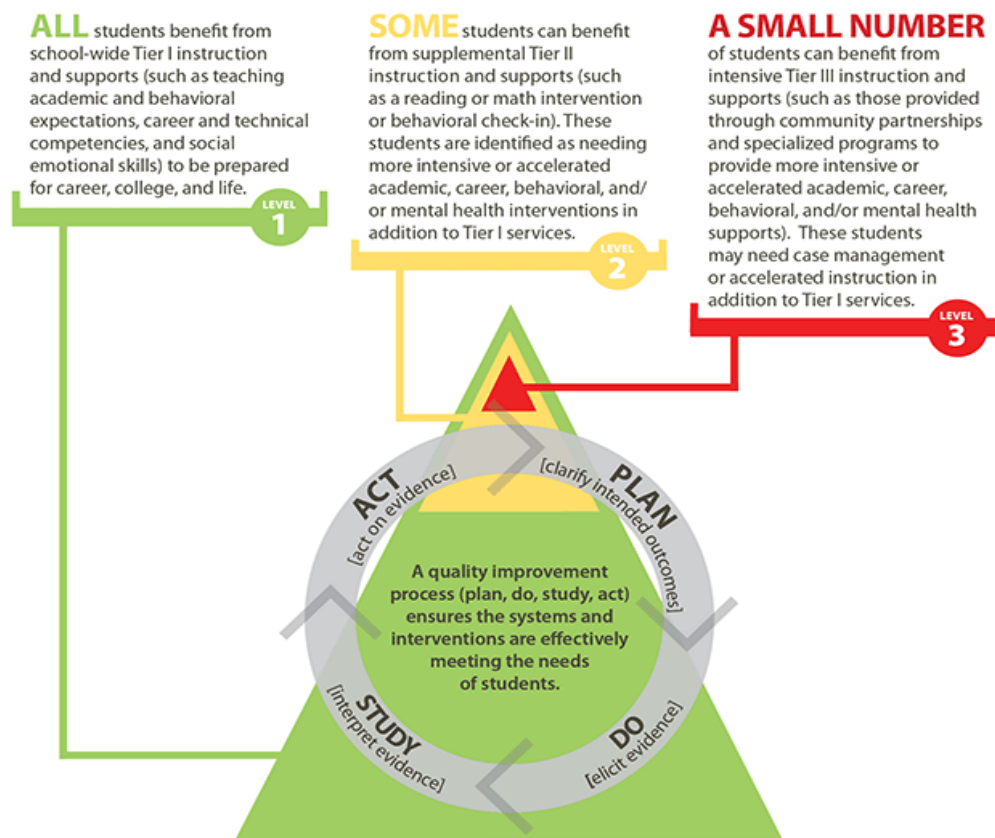 ALL students benefit from
school-wide Tier I instruction
and supports (such as teaching
academic and behavioral
expectations, career and technical
competencies, and social
emotional skills) to be prepared
for career, college, and life.
LEVEL
1
SOME students can benefit
from supplemental Tier II
instruction and supports (such
as a reading or math intervention
or behavioral check-in). These
students are identified as needing
more intensive or accelerated
academic, career, behavioral, and/
or mental health interventions in
addition to Tier I services.
LEVEL
2
A SMALL NUMBER
of students can benefit from
intensive Tier III instruction and
supports (such as those provided
through community partnerships
and specialized programs to
provide more intensive or
accelerated academic, career,
behavioral, and/or mental health
supports). These students
may need case management
or accelerated instruction in
addition to Tier I services.
LEVEL
3
ACT
[act on evidence]
PLAN
[clarify intended outcomes]
A quality improvement
process (plan, do, study, act)
ensures the systems and
interventions are effectively
meeting the needs
of students.
STUDY
[interpret evidence]
DO
[elicit evidence]